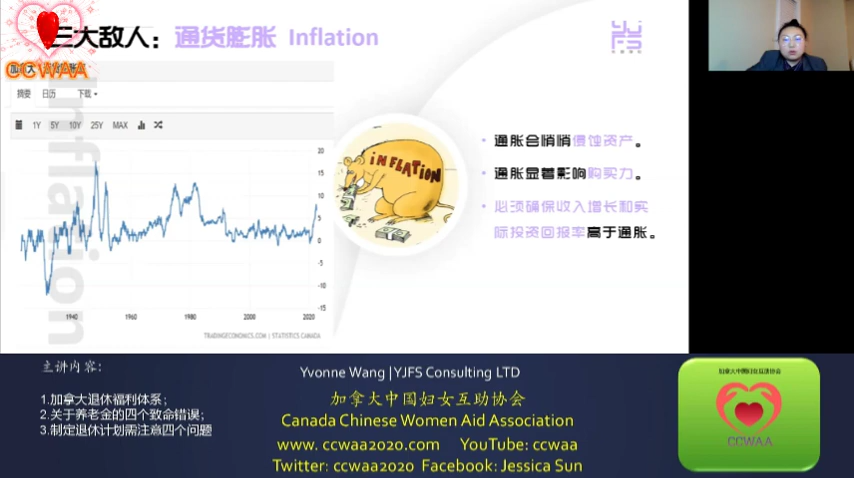 三大敌人：通货膨胀 Inflation
CCWAA
摘要 日历 下载
1Y 5Y 10Y 25Y MAX
Inflation
20
15
10
5
0
-5
-10
-15
1940 1960 1980 2000 2020
TRADINGECONOMICS.COM | STATISTICS CANADA
INFLATION
YJFS
• 通胀会悄悄侵蚀资产。
• 通胀显著影响购买力。
• 必须确保收入增长和实
际投资回报率高于通胀。
主讲内容：
1.加拿大退休福利体系；
2.关于养老金的四个致命错误；
3.制定退休计划需注意四个问题
Yvonne Wang | YJFS Consulting LTD
加拿大中國妇女互助协会
Canada Chinese Women Aid Association
www. ccwaa2020.com YouTube: ccwaa
Twitter: ccwaa2020 Facebook: Jessica Sun
加拿大中國妇女互助协会
CCWAA